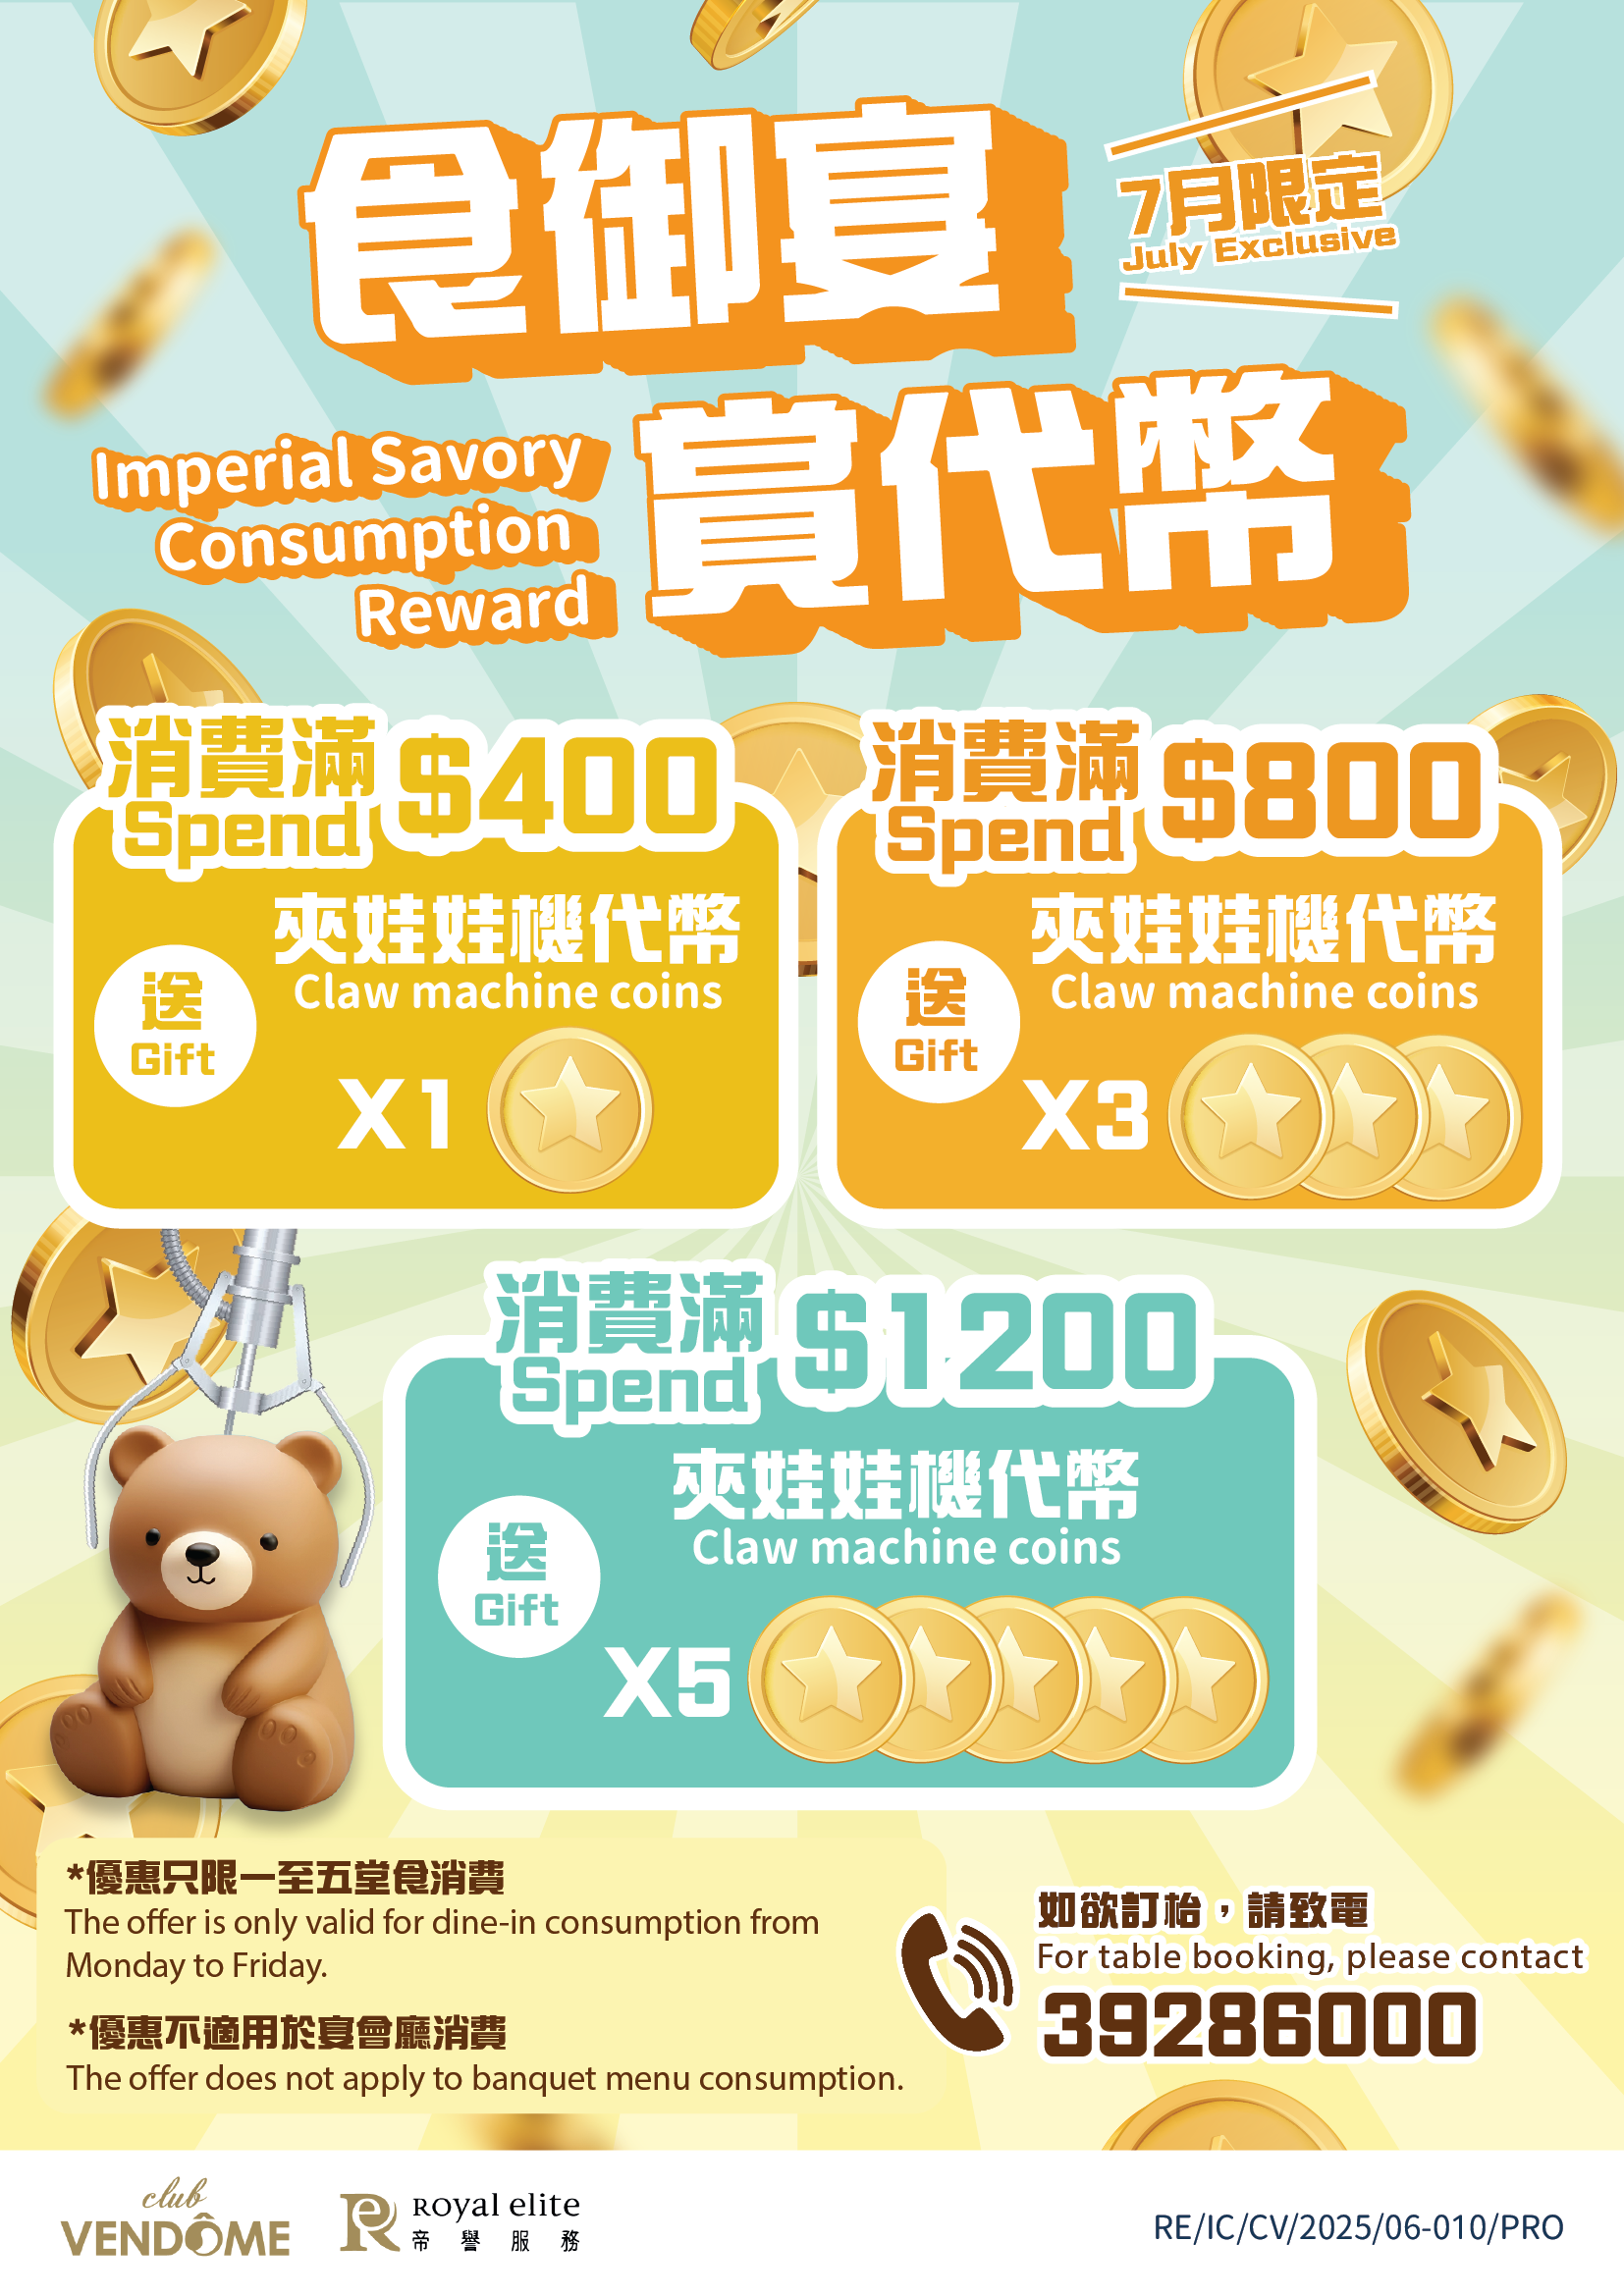 食御宴
7月限定
July Exclusive
賞代幣
Imperial Savory
Consumption
Reward
消費滿
Spend
$400
送
Gift
夾娃娃機代幣
Claw machine coins
X1
消費滿
Spend
$800
送
Gift
夾娃娃機代幣
Claw machine coins
X3
消費滿
Spend
$1200
送
Gift
夾娃娃機代幣
Claw machine coins
X5
*優惠只限一至五堂食消費
The offer is only valid for dine-in consumption from
Monday to Friday.
*優惠不適用於宴會廳消費
The offer does not apply to banquet menu consumption.
如欲訂枱，請致電
For table booking, please contact
39286000
club
VENDÔME
Royal elite
帝譽服務
RE/IC/CV/2025/06-010/PRO